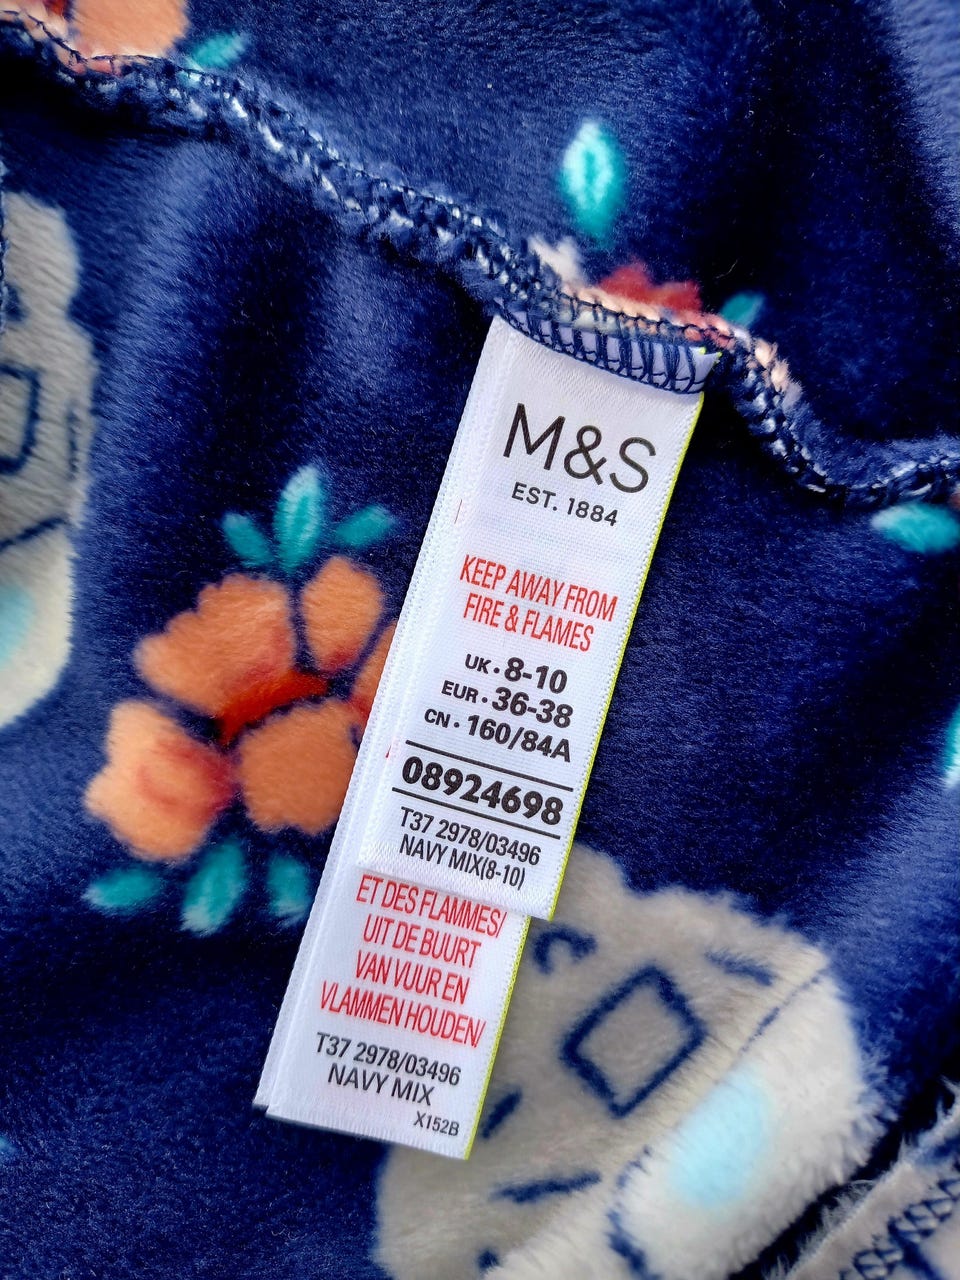 M&S
EST. 1884
KEEP AWAY FROM
FIRE & FLAMES
UK · 8-10
EUR · 36-38
CN · 160/84A
08924698
T37 2978/03496
NAVY MIX(8-10)
ET DES FLAMMES/
UIT DE BUURT
VAN VUUR EN
VLAMMEN HOUDEN/
T37 2978/03496
NAVY MIX
X152B